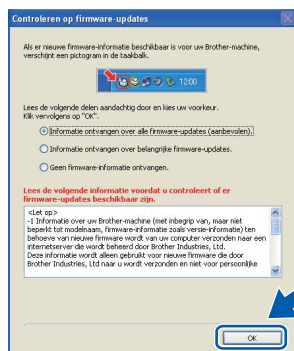 Controleren op firmware-updates
Als er nieuwe firmware-informatie beschikbaar is voor uw Brother-machine,
verschijnt een pictogram in de taakbalk.
12:00
Lees de volgende delen aandachtig door en kies uw voorkeur.
Klik vervolgens op "OK".
Informatie ontvangen over alle firmware-updates (aanbevolen).
Informatie ontvangen over belangrijke firmware-updates.
Geen firmware-informatie ontvangen.
Lees de volgende informatie voordat u controleert of er
firmware-updates beschikbaar zijn.
<Let op>
-1 Informatie over uw Brother-machine (met inbegrip van, maar niet
beperkt tot modelnaam, firmware-informatie zoals versie-informatie) ten
behoeve van nieuwe firmware wordt van uw computer verzonden naar een
internetserver die wordt beheerd door Brother Industries, Ltd.
Deze informatie wordt alleen gebruikt voor nieuwe firmware die door
Brother Industries, Ltd naar u wordt verzonden en niet voor persoonlijke
OK